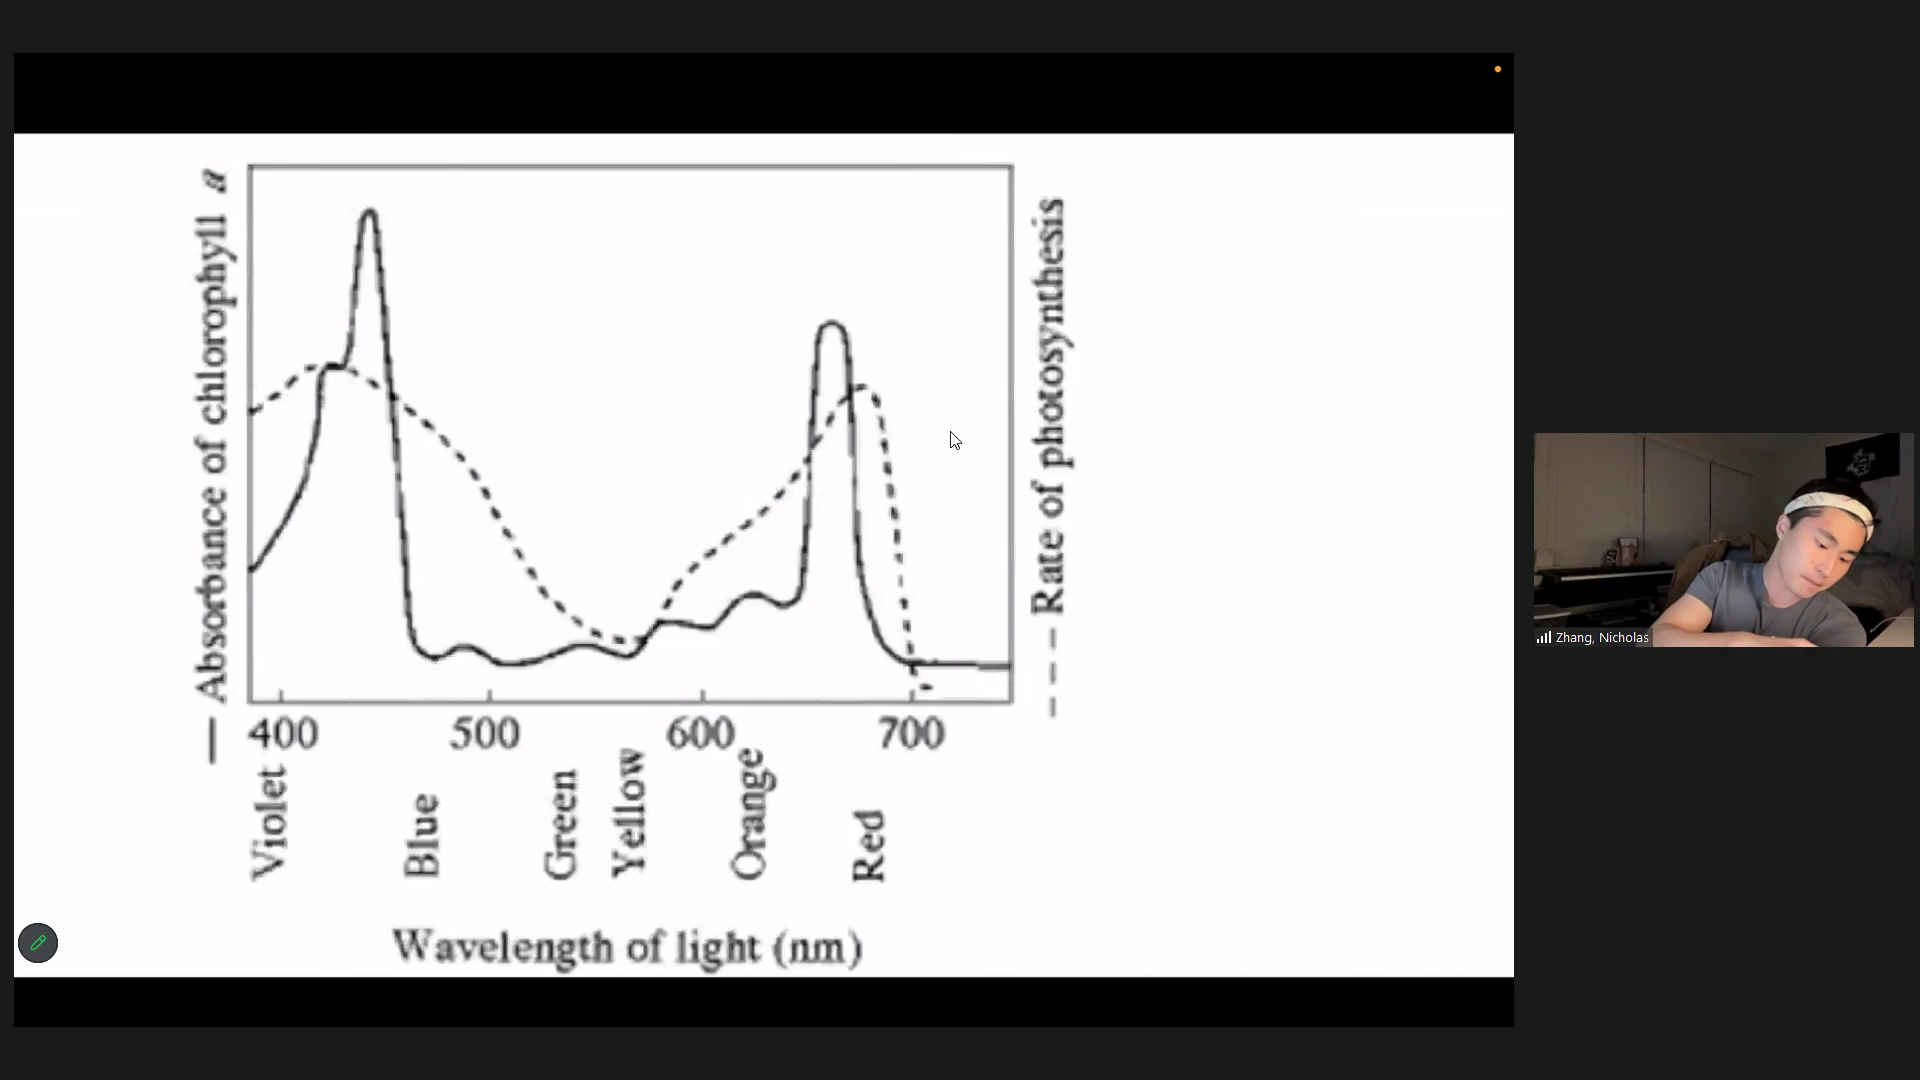 Absorbance of chlorophyll a
Rate of photosynthesis
400 500 600 700
Violet Blue Green Yellow Orange Red
Wavelength of light (nm)
Zhang, Nicholas